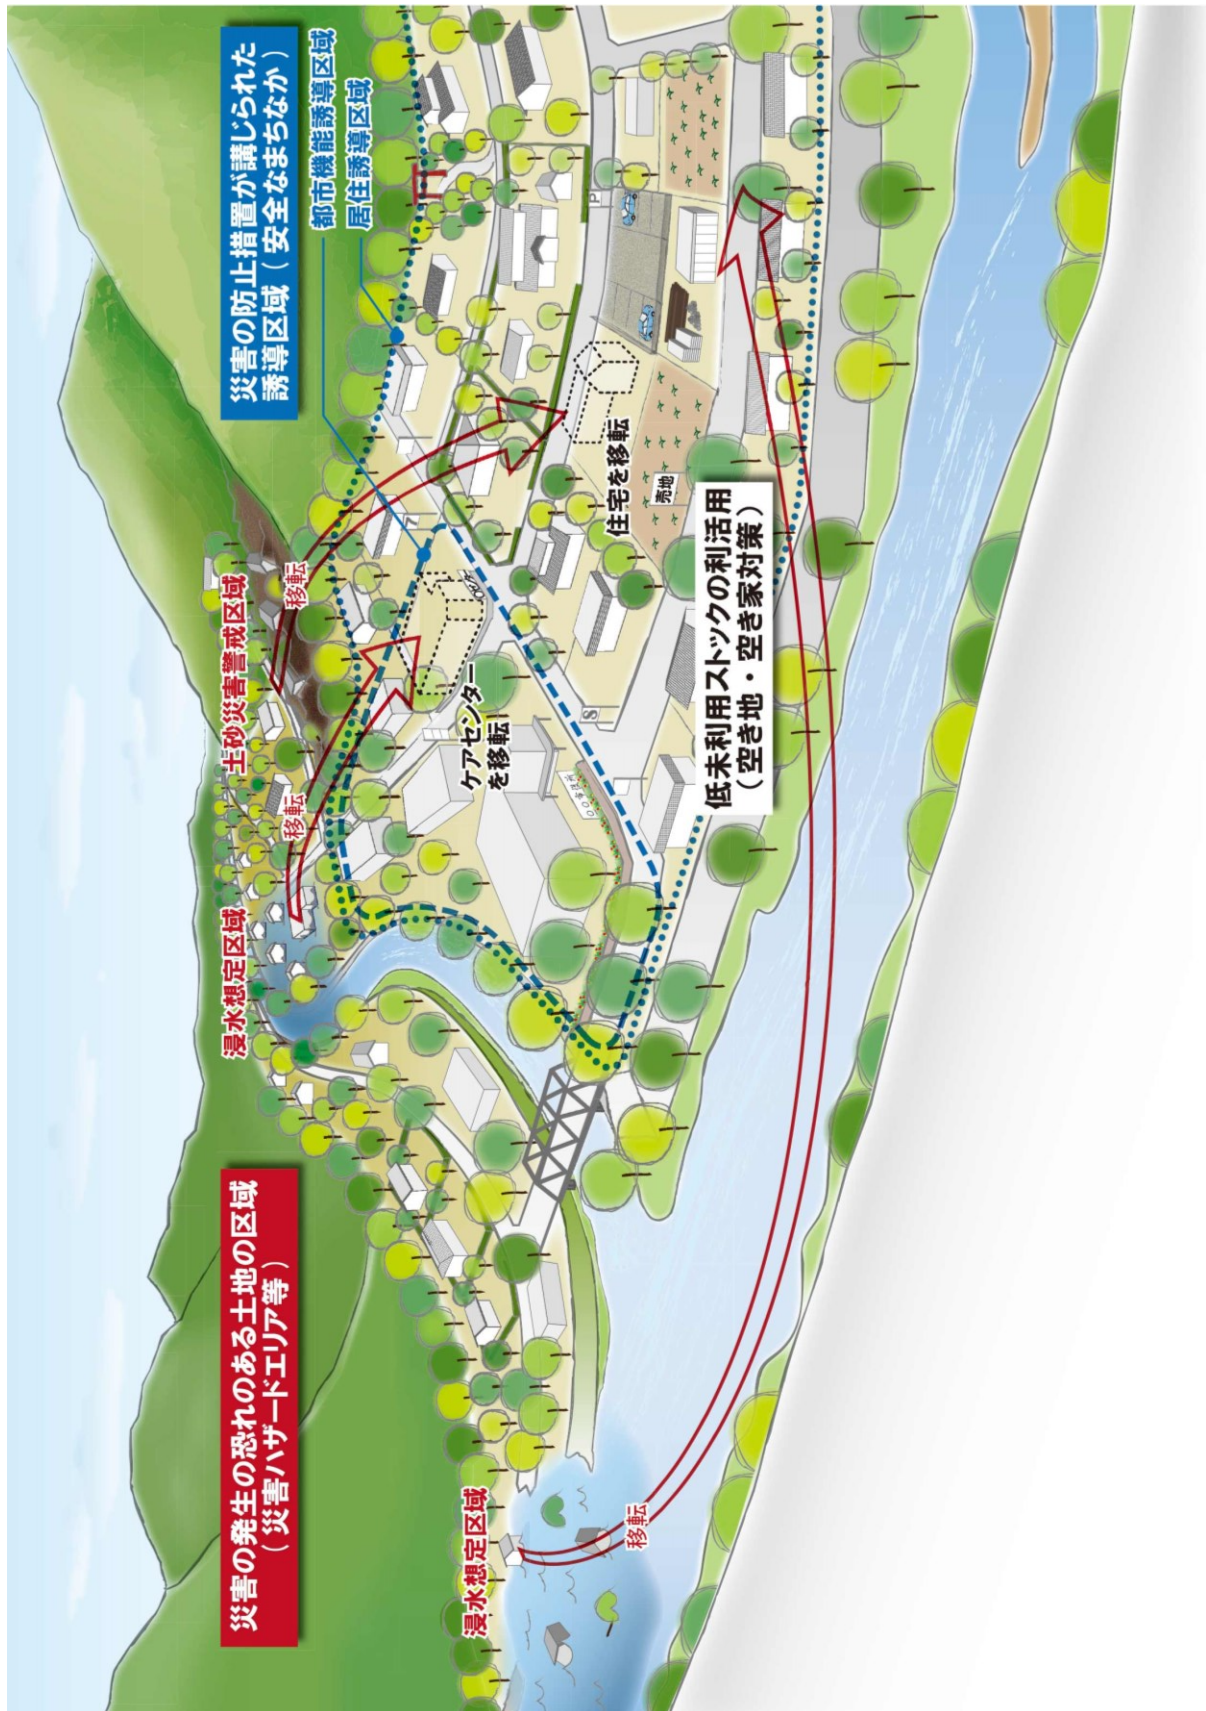 災害の発生の恐れのある土地の区域
（災害ハザードエリア等）
災害の防止措置が講じられた
誘導区域（安全なまちなか）
都市機能誘導区域
居住誘導区域
浸水想定区域
土砂災害警戒区域
移転
移転
ケアセンター
を移転
住宅を移転
売地
P
7
S
低未利用ストックの利活用
（空き地・空き家対策）
浸水想定区域
移転